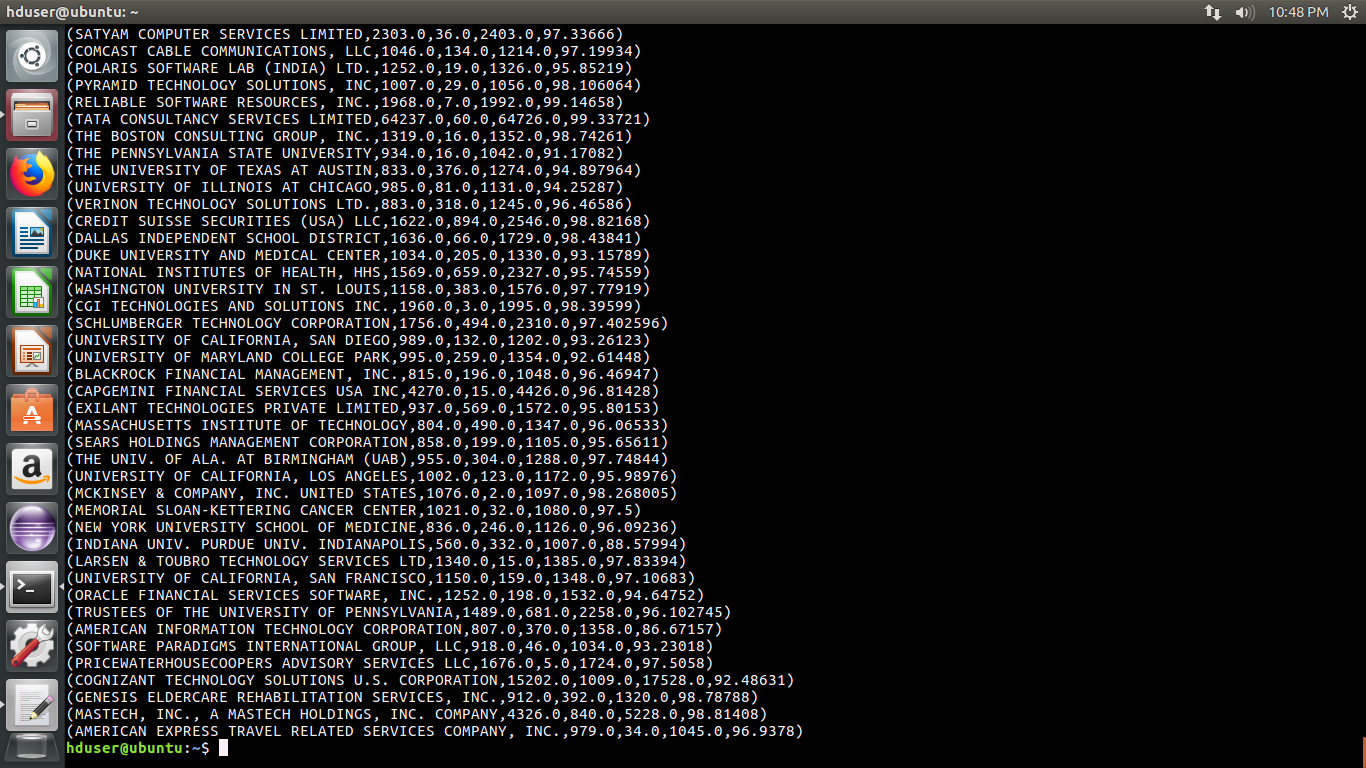 hduser@ubuntu: ~
10:48 PM
(SATYAM COMPUTER SERVICES LIMITED,2303.0,36.0,2403.0,97.33666)
(COMCAST CABLE COMMUNICATIONS, LLC,1046.0,134.0,1214.0,97.19934)
(POLARIS SOFTWARE LAB (INDIA) LTD.,1252.0,19.0,1326.0,95.85219)
(PYRAMID TECHNOLOGY SOLUTIONS, INC,1007.0,29.0,1056.0,98.106064)
(RELIABLE SOFTWARE RESOURCES, INC.,1968.0,7.0,1992.0,99.14658)
(TATA CONSULTANCY SERVICES LIMITED,64237.0,60.0,64726.0,99.33721)
(THE BOSTON CONSULTING GROUP, INC.,1319.0,16.0,1352.0,98.74261)
(THE PENNSYLVANIA STATE UNIVERSITY,934.0,16.0,1042.0,91.17082)
(THE UNIVERSITY OF TEXAS AT AUSTIN,833.0,376.0,1274.0,94.897964)
(UNIVERSITY OF ILLINOIS AT CHICAGO,985.0,81.0,1131.0,94.25287)
(VERINON TECHNOLOGY SOLUTIONS LTD.,883.0,318.0,1245.0,96.46586)
(CREDIT SUISSE SECURITIES (USA) LLC,1622.0,894.0,2546.0,98.82168)
(DALLAS INDEPENDENT SCHOOL DISTRICT,1636.0,66.0,1729.0,98.43841)
(DUKE UNIVERSITY AND MEDICAL CENTER,1034.0,205.0,1330.0,93.15789)
(NATIONAL INSTITUTES OF HEALTH, HHS,1569.0,659.0,2327.0,95.74559)
(WASHINGTON UNIVERSITY IN ST. LOUIS,1158.0,383.0,1576.0,97.77919)
(CGI TECHNOLOGIES AND SOLUTIONS INC.,1960.0,3.0,1995.0,98.39599)
(SCHLUMBERGER TECHNOLOGY CORPORATION,1756.0,494.0,2310.0,97.402596)
(UNIVERSITY OF CALIFORNIA, SAN DIEGO,989.0,132.0,1202.0,93.26123)
(UNIVERSITY OF MARYLAND COLLEGE PARK,995.0,259.0,1354.0,92.61448)
(BLACKROCK FINANCIAL MANAGEMENT, INC.,815.0,196.0,1048.0,96.46947)
(CAPGEMINI FINANCIAL SERVICES USA INC,4270.0,15.0,4426.0,96.81428)
(EXILANT TECHNOLOGIES PRIVATE LIMITED,937.0,569.0,1572.0,95.80153)
(MASSACHUSETTS INSTITUTE OF TECHNOLOGY,804.0,490.0,1347.0,96.06533)
(SEARS HOLDINGS MANAGEMENT CORPORATION,858.0,199.0,1105.0,95.65611)
(THE UNIV. OF ALA. AT BIRMINGHAM (UAB),955.0,304.0,1288.0,97.74844)
(UNIVERSITY OF CALIFORNIA, LOS ANGELES,1002.0,123.0,1172.0,95.98976)
(MCKINSEY & COMPANY, INC. UNITED STATES,1076.0,2.0,1097.0,98.268005)
(MEMORIAL SLOAN-KETTERING CANCER CENTER,1021.0,32.0,1080.0,97.5)
(NEW YORK UNIVERSITY SCHOOL OF MEDICINE,836.0,246.0,1126.0,96.09236)
(INDIANA UNIV. PURDUE UNIV. INDIANAPOLIS,560.0,332.0,1007.0,88.57994)
(LARSEN & TOUBRO TECHNOLOGY SERVICES LTD,1340.0,15.0,1385.0,97.83394)
(UNIVERSITY OF CALIFORNIA, SAN FRANCISCO,1150.0,159.0,1348.0,97.10683)
(ORACLE FINANCIAL SERVICES SOFTWARE, INC.,1252.0,198.0,1532.0,94.64752)
(TRUSTEES OF THE UNIVERSITY OF PENNSYLVANIA,1489.0,681.0,2258.0,96.102745)
(AMERICAN INFORMATION TECHNOLOGY CORPORATION,807.0,370.0,1358.0,86.67157)
(SOFTWARE PARADIGMS INTERNATIONAL GROUP, LLC,918.0,46.0,1034.0,93.23018)
(PRICEWATERHOUSECOOPERS ADVISORY SERVICES LLC,1676.0,5.0,1724.0,97.5058)
(COGNIZANT TECHNOLOGY SOLUTIONS U.S. CORPORATION,15202.0,1009.0,17528.0,92.48631)
(GENESIS ELDERCARE REHABILITATION SERVICES, INC.,912.0,392.0,1320.0,98.78788)
(MASTECH, INC., A MASTECH HOLDINGS, INC. COMPANY,4326.0,840.0,5228.0,98.81408)
(AMERICAN EXPRESS TRAVEL RELATED SERVICES COMPANY, INC.,979.0,34.0,1045.0,96.9378)
hduser@ubuntu:~$